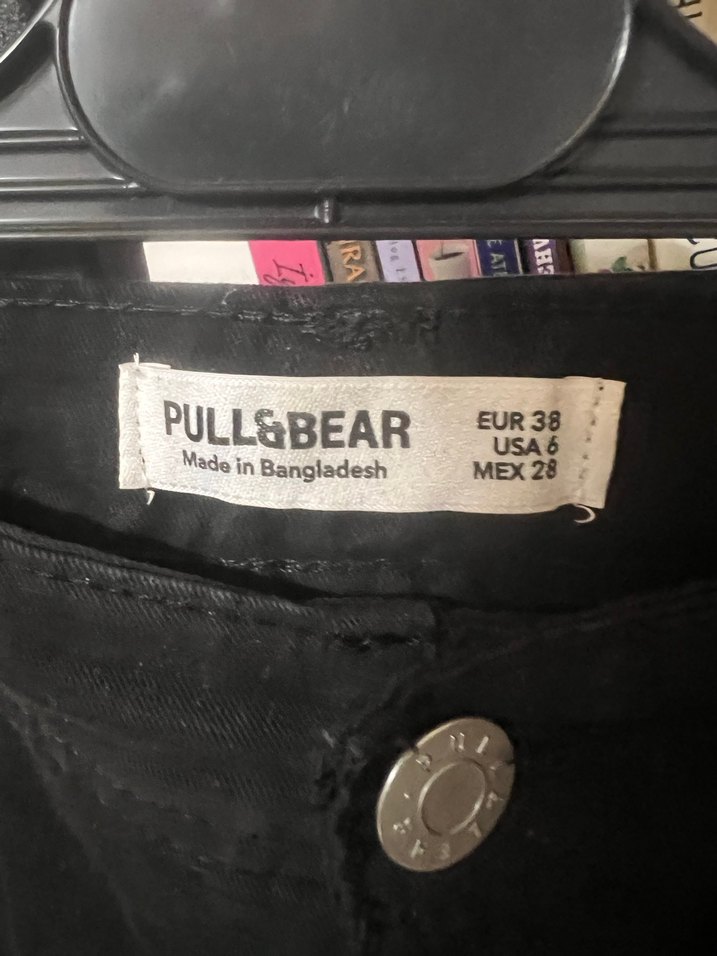 PULL&BEAR
Made in Bangladesh
EUR 38
USA 6
MEX 28